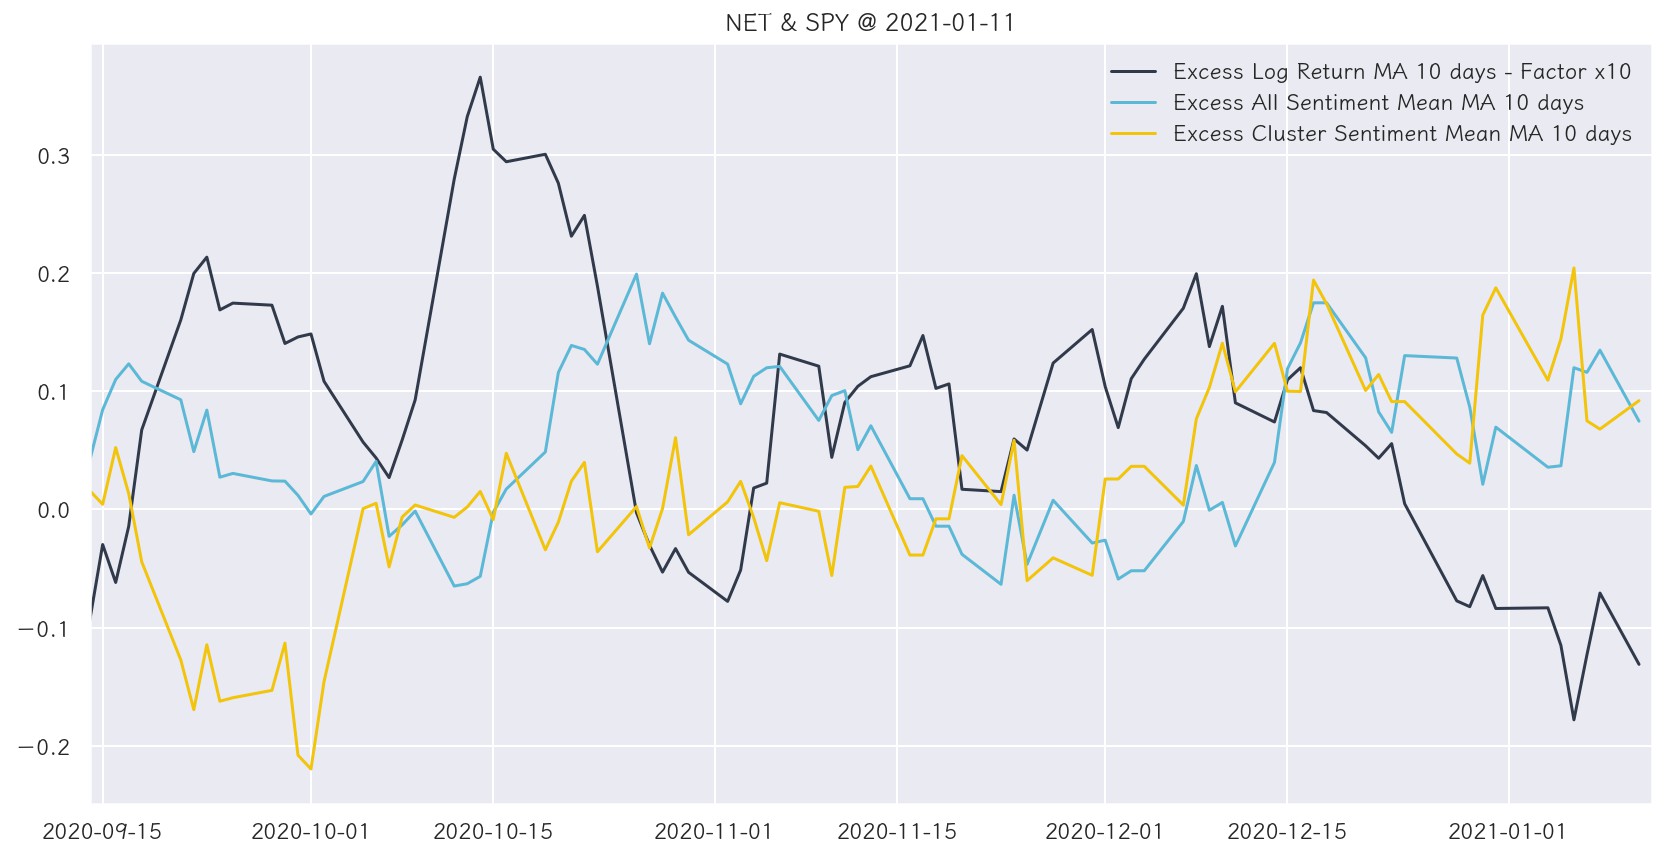 NET & SPY @ 2021-01-11
Excess Log Return MA 10 days - Factor x10
Excess All Sentiment Mean MA 10 days
Excess Cluster Sentiment Mean MA 10 days
0.3
0.2
0.1
0.0
−0.1
−0.2
2020-09-15 2020-10-01 2020-10-15 2020-11-01 2020-11-15 2020-12-01 2020-12-15 2021-01-01